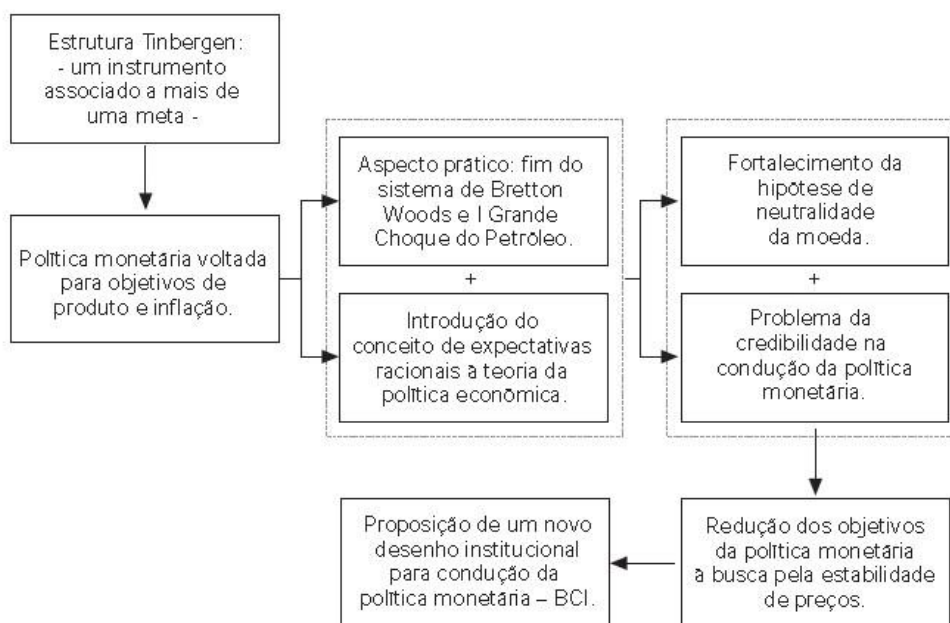 Estrutura Tinbergen:
- um instrumento
associado a mais de
uma meta -
Política monetária voltada
para objetivos de
produto e inflação.
Aspecto prático: fim do
sistema de Bretton
Woods e I Grande
Choque do Petróleo.
+
Introdução do
conceito de expectativas
racionais à teoria da
política econômica.
Fortalecimento da
hipótese de
neutralidade
da moeda.
+
Problema da
credibilidade na
condução da política
monetária.
Redução dos objetivos
da política monetária
à busca pela estabilidade
de preços.
Proposição de um novo
desenho institucional
para condução da
política monetária – BCI.